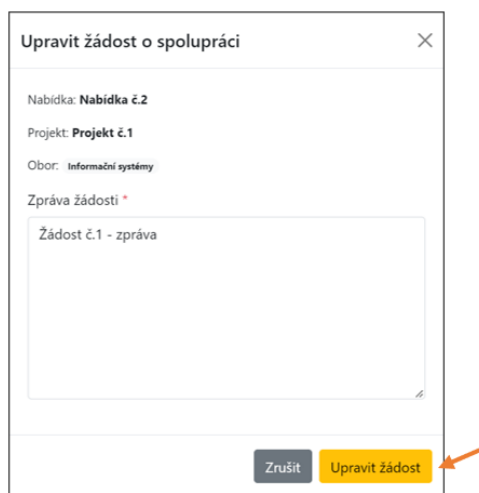 Upravit žádost o spolupráci
Nabídka: Nabídka č.2
Projekt: Projekt č.1
Obor: Informační systémy
Zpráva žádosti *
Žádost č.1 - zpráva
Zrušit Upravit žádost